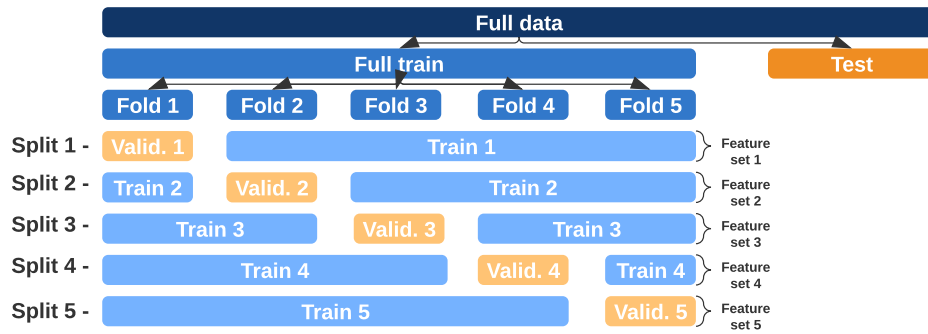 Full data
Full train
Test
Fold 1
Fold 2
Fold 3
Fold 4
Fold 5
Split 1 -
Valid. 1
Train 1
Feature
set 1
Split 2 -
Train 2
Valid. 2
Train 2
Feature
set 2
Split 3 -
Train 3
Valid. 3
Train 3
Feature
set 3
Split 4 -
Train 4
Valid. 4
Train 4
Feature
set 4
Split 5 -
Train 5
Valid. 5
Feature
set 5